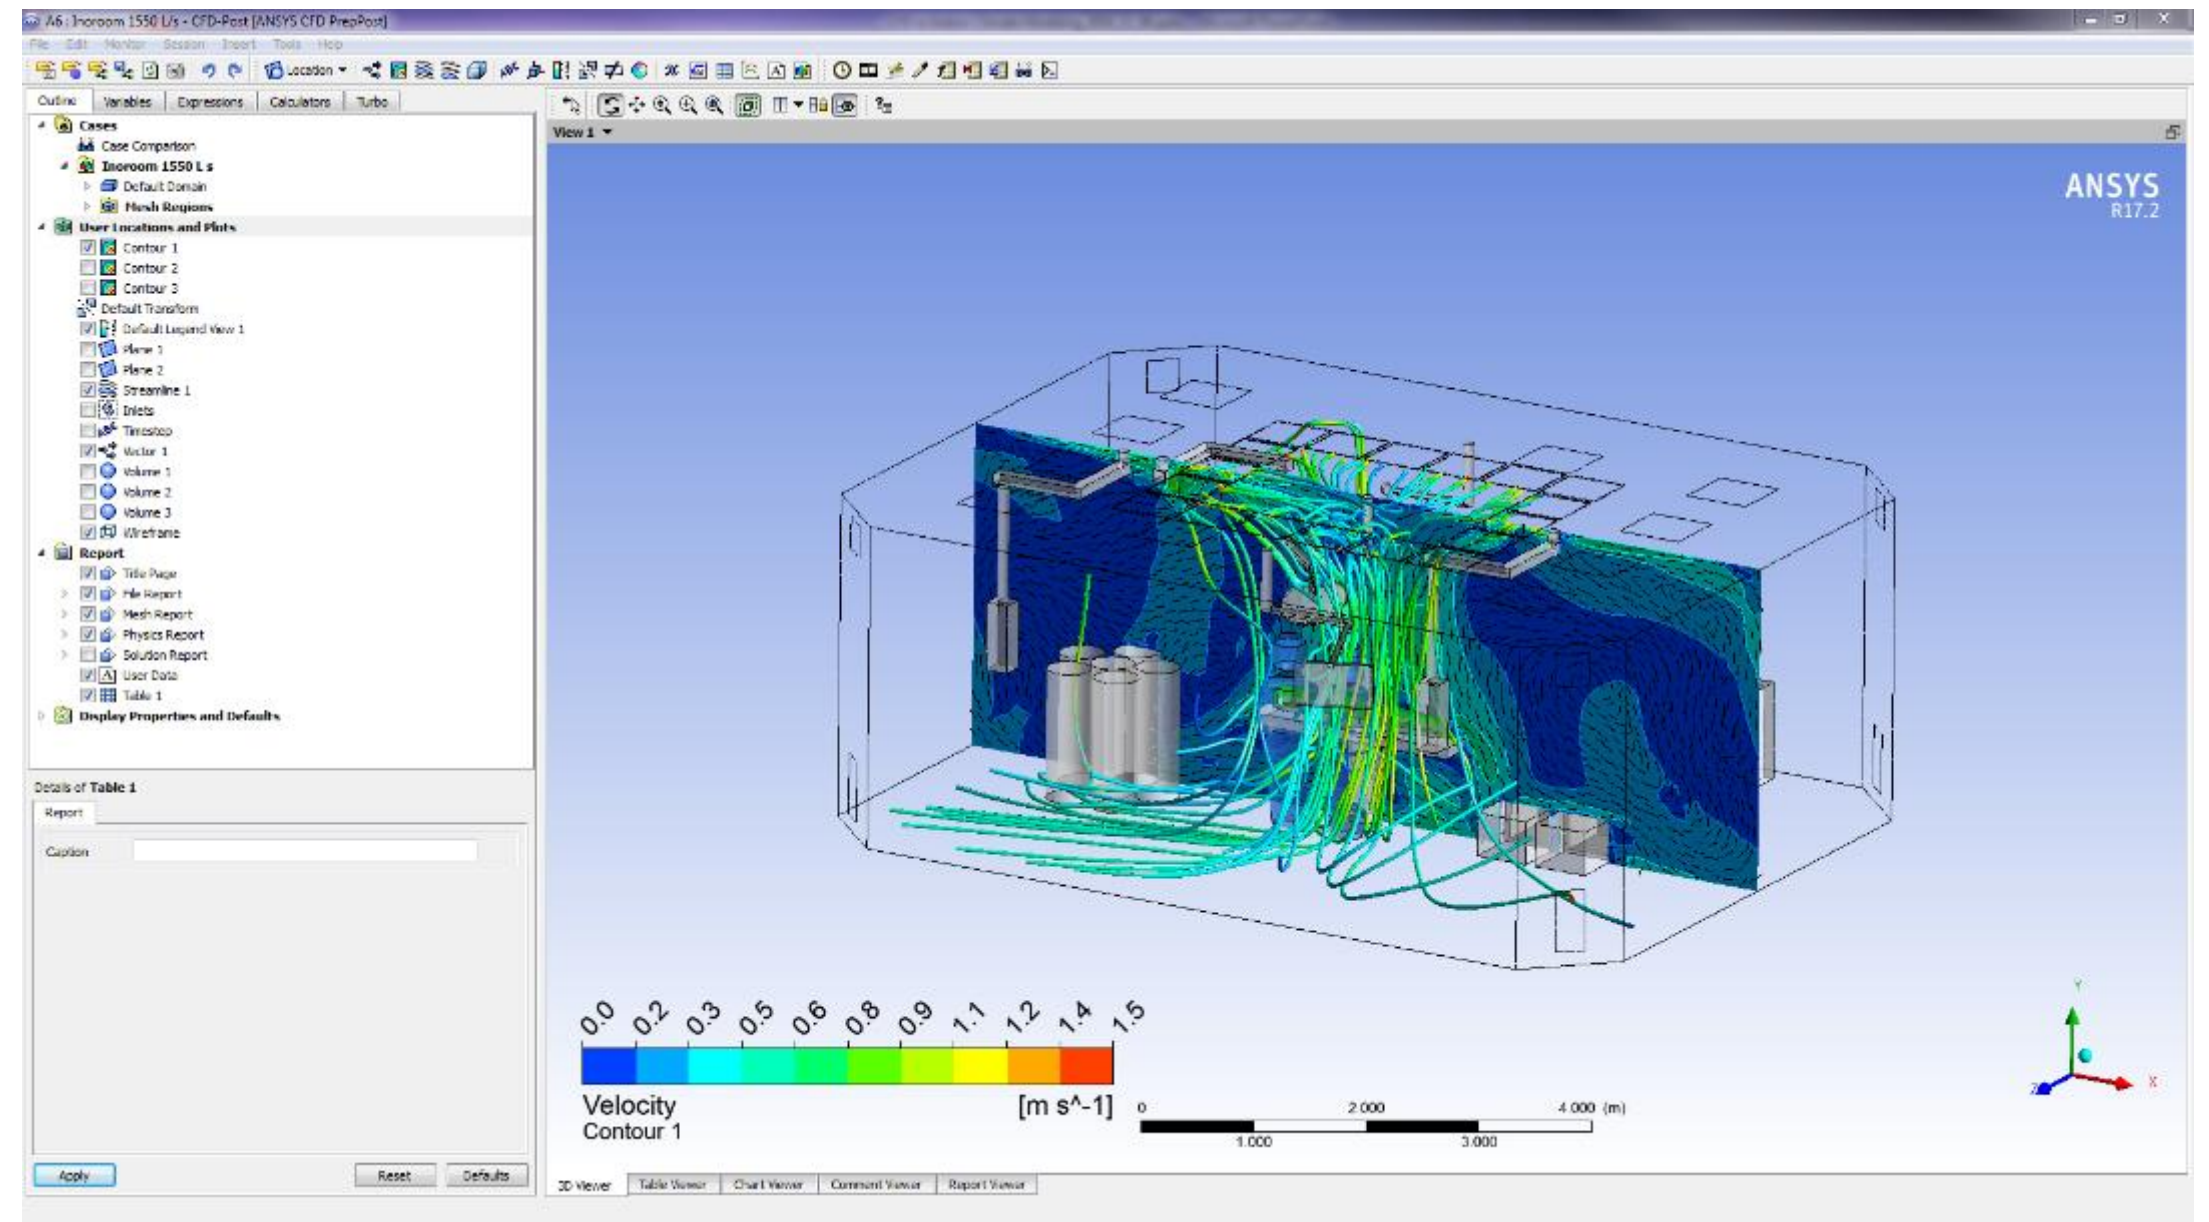 A6 : Inoroom 1550 L/s - CFD-Post [ANSYS CFD PrepPost]
File Edit Monitor Session Insert Tools Help
Location
Outline Variables Expressions Calculators Turbo
Cases
Case Comparison
Inoroom 1550 L s
Default Domain
Mesh Regions
User Locations and Plots
Contour 1
Contour 2
Contour 3
Default Transform
Default Legend View 1
Plane 1
Plane 2
Streamline 1
Inlets
Timestep
Vector 1
Volume 1
Volume 2
Volume 3
Wireframe
Report
Title Page
File Report
Mesh Report
Physics Report
Solution Report
User Data
Table 1
Display Properties and Defaults
Details of Table 1
Report
Caption
Apply Reset Defaults
View 1
ANSYS
R17.2
0.0 0.2 0.3 0.5 0.6 0.8 0.9 1.1 1.2 1.4 1.5
Velocity [m s^-1]
Contour 1
0 2.000 4.000 (m)
1.000 3.000
Y
X
Z
3D Viewer Table Viewer Chart Viewer Comment Viewer Report Viewer